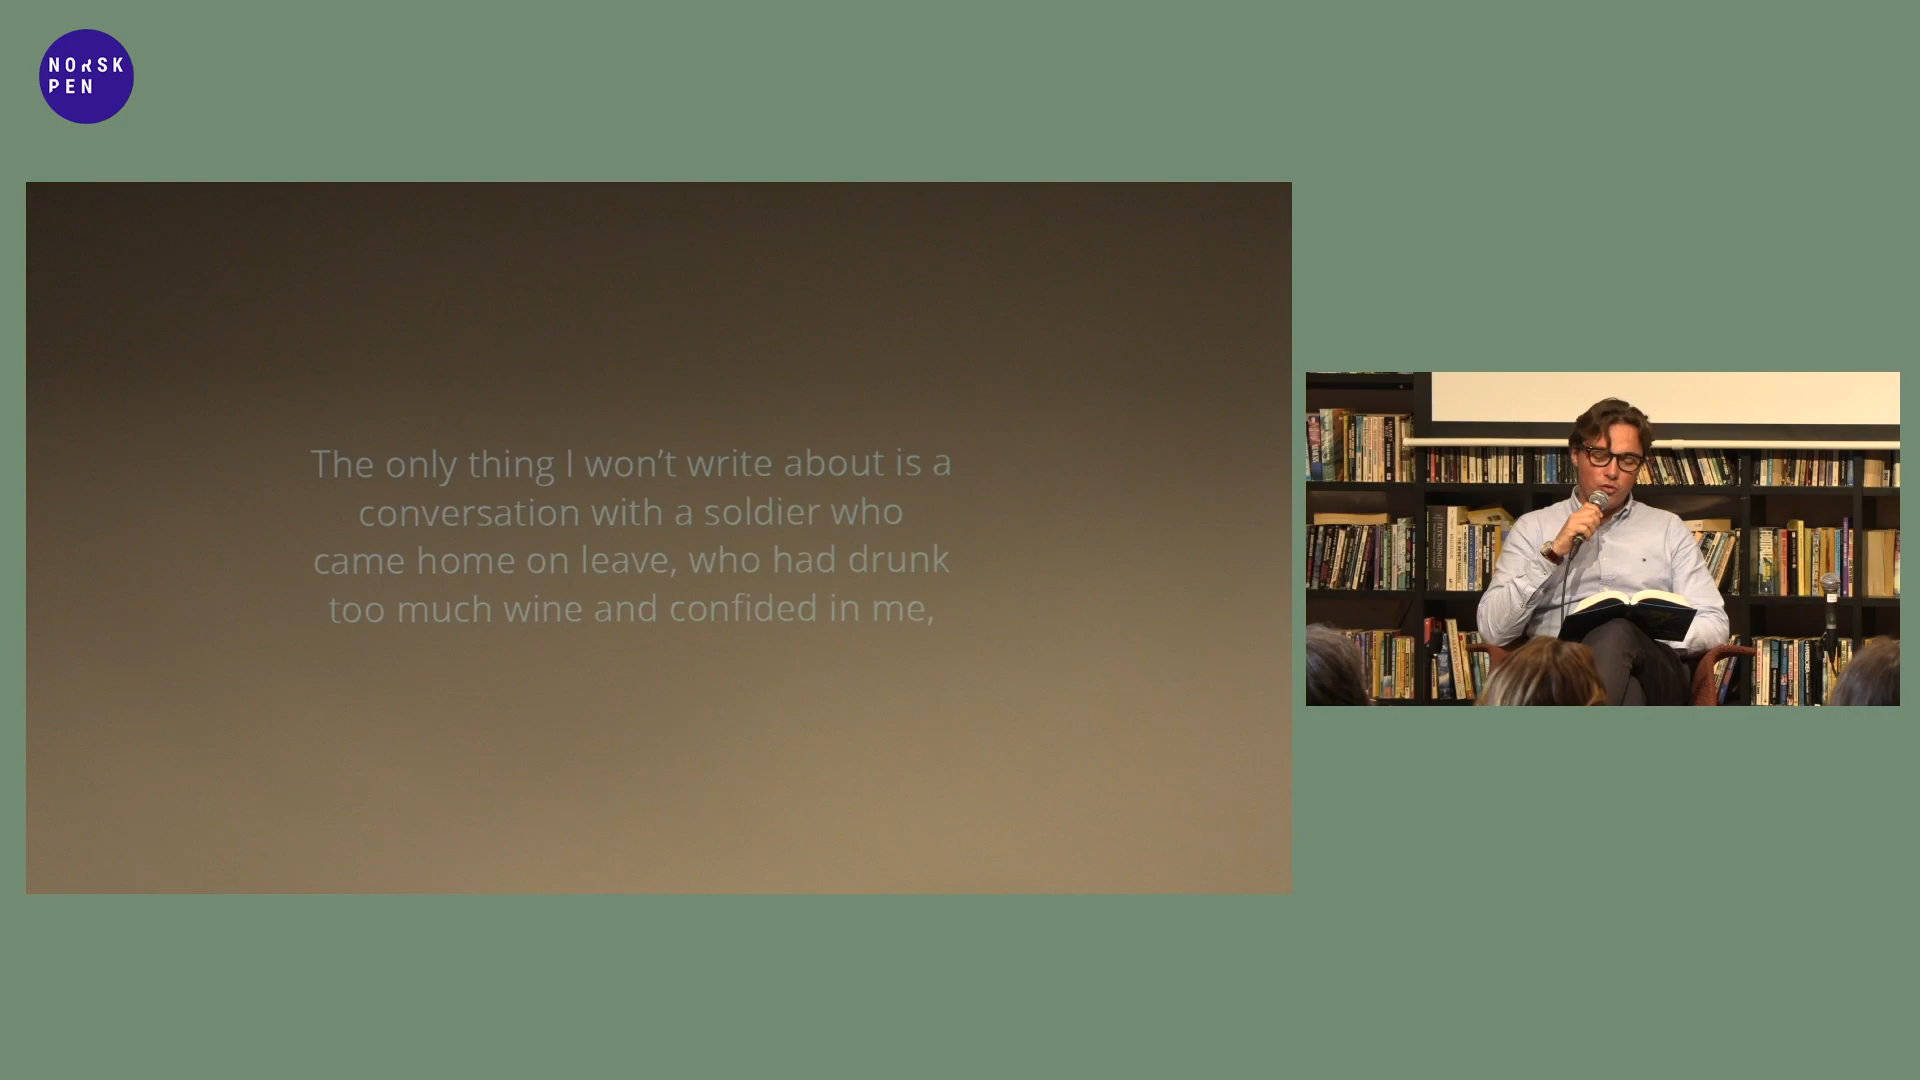 NORSK
PEN
The only thing I won’t write about is a
conversation with a soldier who
came home on leave, who had drunk
too much wine and confided in me,